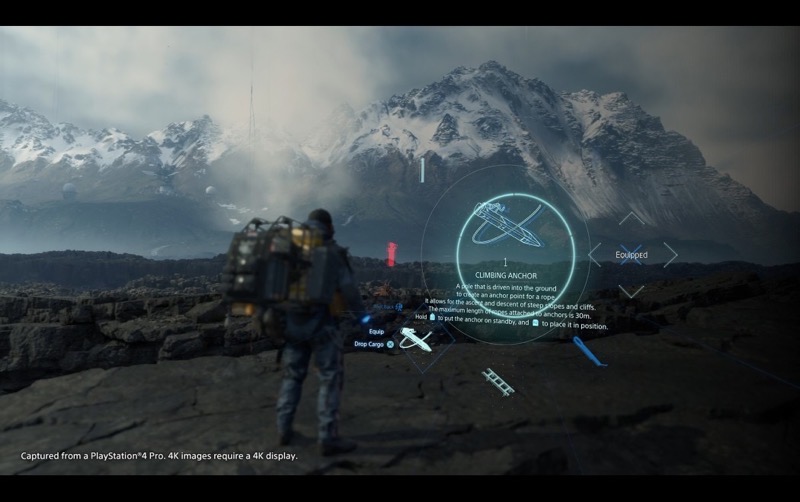 1
CLIMBING ANCHOR
A pole that is driven into the ground
to create an anchor point for a rope.
It allows for the ascent and descent of steep slopes and cliffs.
The maximum length of ropes attached to anchors is 30m.
Hold to put the anchor on standby, and to place it in position.
Equipped
Equip
Drop Cargo
Captured from a PlayStation®4 Pro. 4K images require a 4K display.